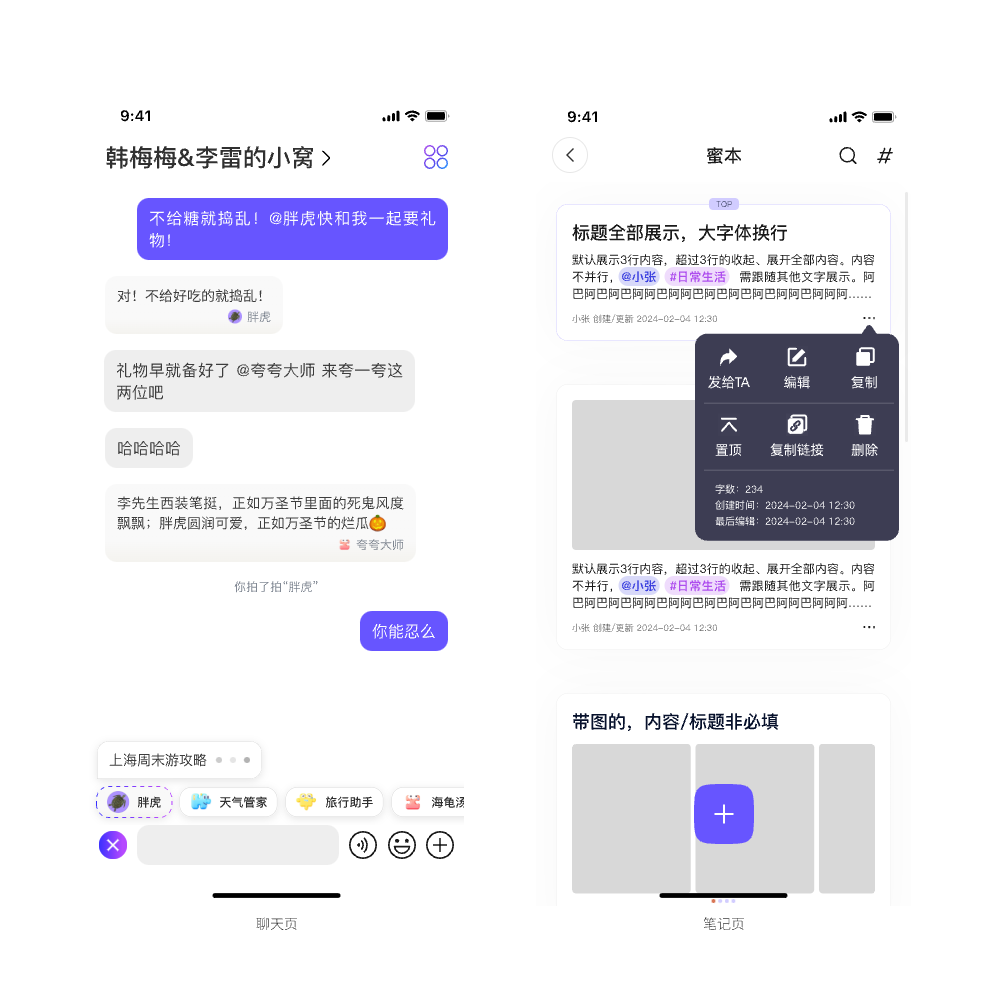 9:41
韩梅梅&李雷的小窝
不给糖就捣乱！@胖虎快和我一起要礼
物！
对！不给好吃的就捣乱！
胖虎
礼物早就备好了 @夸夸大师 来夸一夸这
两位吧
哈哈哈哈
李先生西装笔挺，正如万圣节里面的死鬼风度
飘飘；胖虎圆润可爱，正如万圣节的烂瓜🎃
夸夸大师
你拍了拍“胖虎”
你能忍么
上海周末游攻略
胖虎
天气管家
旅行助手
海龟汤
聊天页
9:41
蜜本
#
TOP
标题全部展示，大字体换行
默认展示3行内容，超过3行的收起、展开全部内容。内容
不并行，@小张 #日常生活 需跟随其他文字展示。阿
巴阿巴阿巴阿阿巴阿阿巴阿巴阿巴阿阿巴阿阿阿......
小张 创建/更新 2024-02-04 12:30
发给TA
编辑
复制
置顶
复制链接
删除
字数：234
创建时间：2024-02-04 12:30
最后编辑：2024-02-04 12:30
默认展示3行内容，超过3行的收起、展开全部内容。内容
不并行，@小张 #日常生活 需跟随其他文字展示。阿
巴阿巴阿巴阿阿巴阿阿巴阿巴阿巴阿阿巴阿阿阿......
小张 创建/更新 2024-02-04 12:30
带图的，内容/标题非必填
笔记页